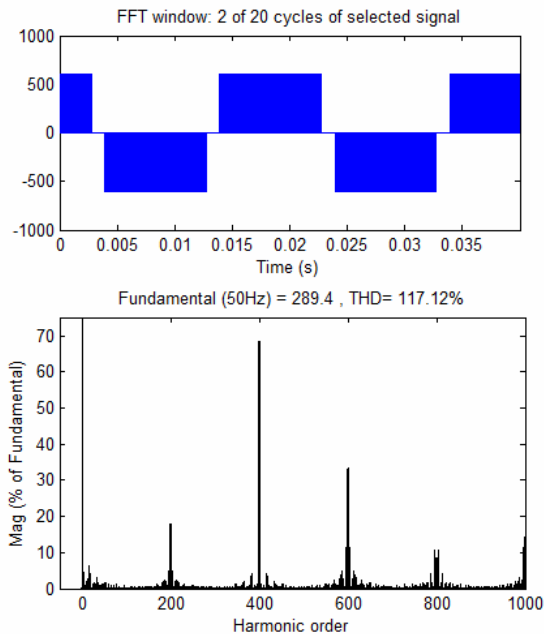 FFT window: 2 of 20 cycles of selected signal
1000
500
0
-500
-1000
0 0.005 0.01 0.015 0.02 0.025 0.03 0.035
Time (s)
Fundamental (50Hz) = 289.4 , THD= 117.12%
Mag (% of Fundamental)
70
60
50
40
30
20
10
0
0 200 400 600 800 1000
Harmonic order